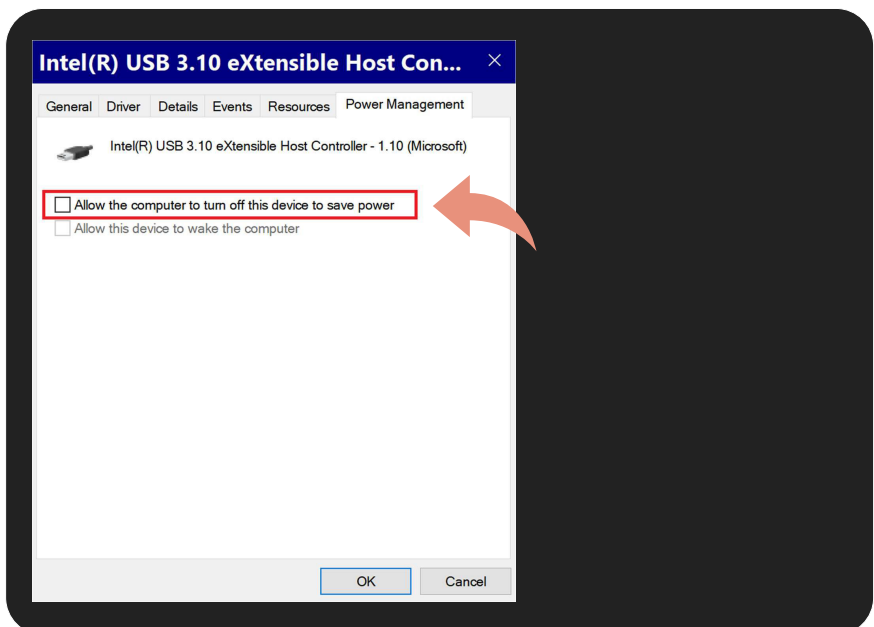 Intel(R) USB 3.10 eXtensible Host Con...
General Driver Details Events Resources Power Management
Intel(R) USB 3.10 eXtensible Host Controller - 1.10 (Microsoft)
Allow the computer to turn off this device to save power
Allow this device to wake the computer
OK Cancel